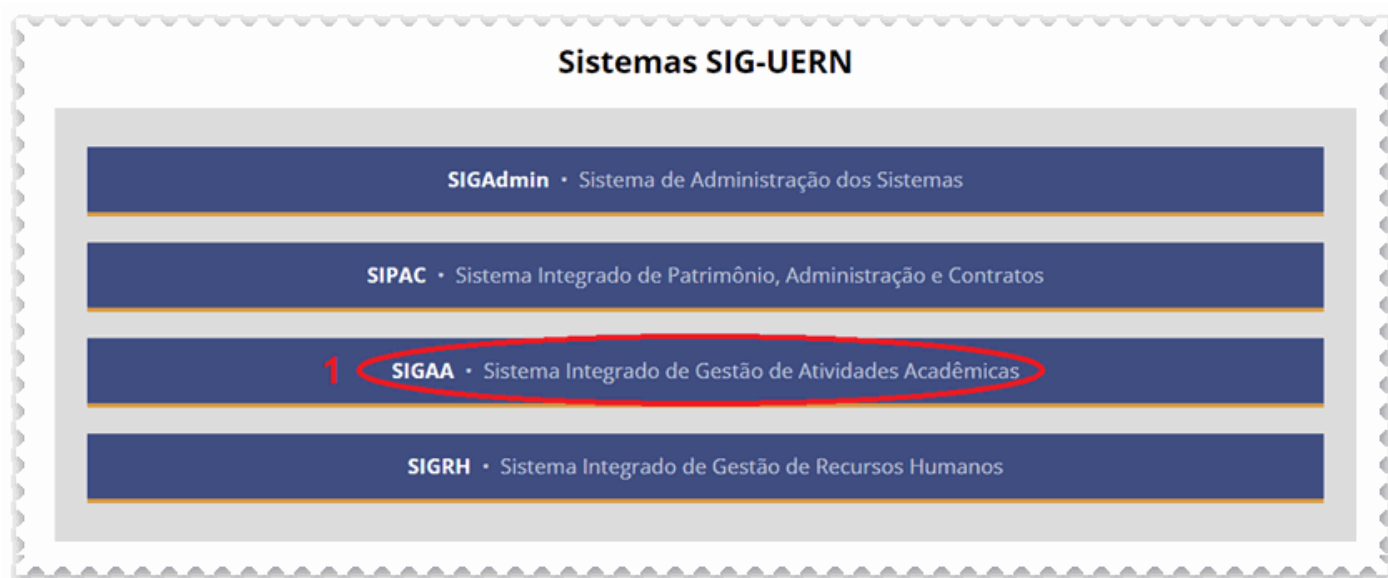 Sistemas SIG-UERN
SIGAdmin • Sistema de Administração dos Sistemas
SIPAC • Sistema Integrado de Patrimônio, Administração e Contratos
1 SIGAA • Sistema Integrado de Gestão de Atividades Acadêmicas
SIGRH • Sistema Integrado de Gestão de Recursos Humanos